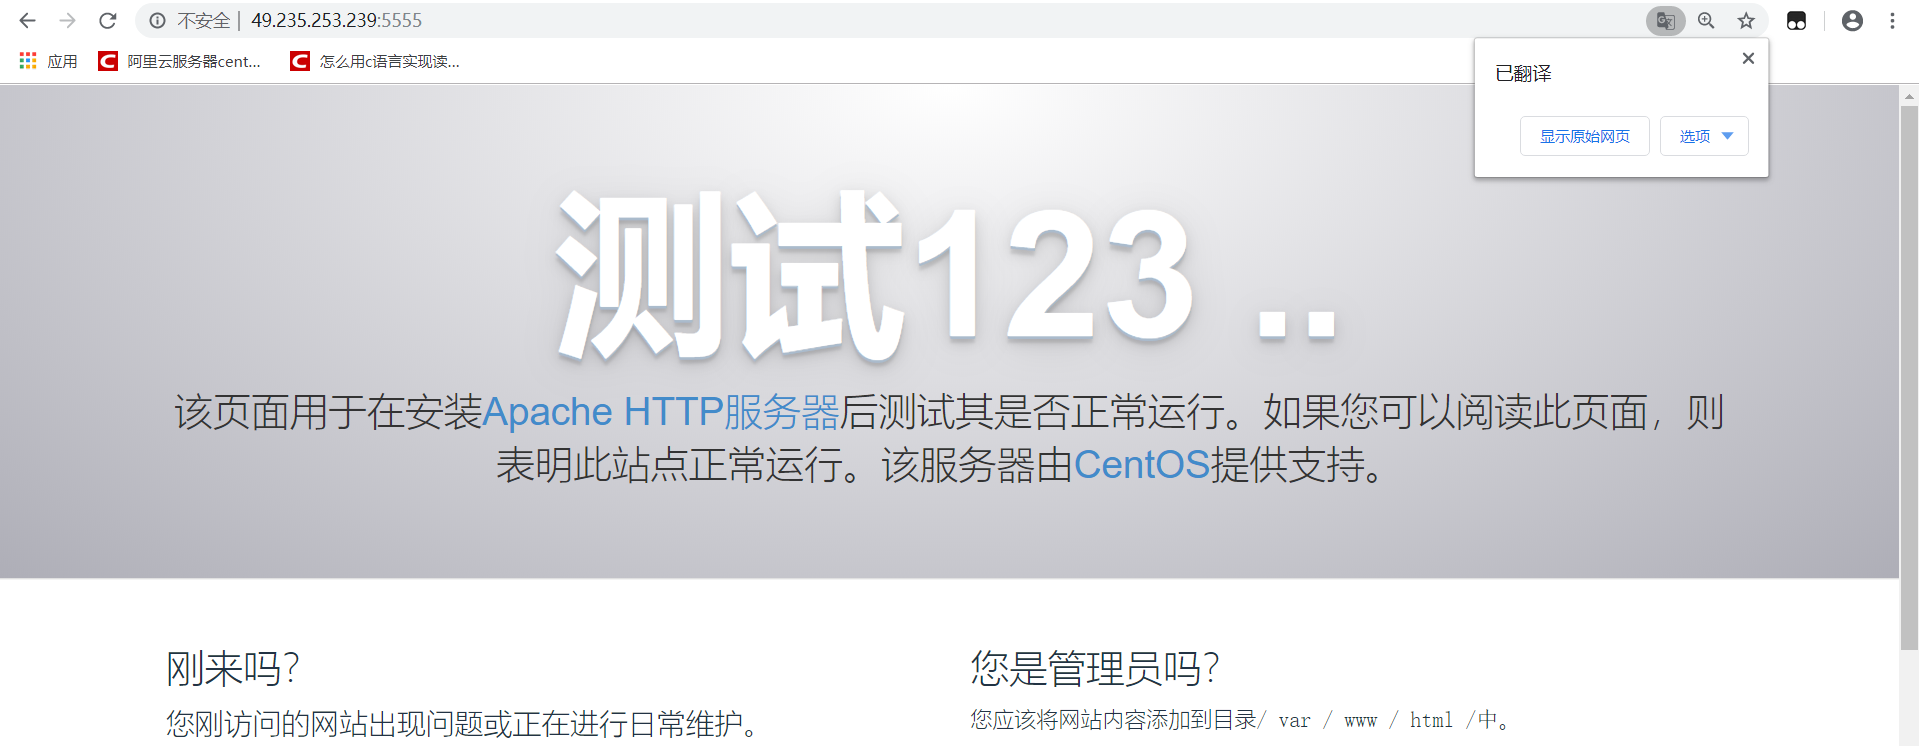 不安全 | 49.235.253.239:5555
应用 阿里云服务器cent... 怎么用c语言实现读...
已翻译
显示原始网页 选项
测试123 ..
该页面用于在安装Apache HTTP服务器后测试其是否正常运行。如果您可以阅读此页面，则
表明此站点正常运行。该服务器由CentOS提供支持。
刚来吗？
您刚访问的网站出现问题或正在进行日常维护。
您是管理员吗？
您应该将网站内容添加到目录/ var / www / html /中。